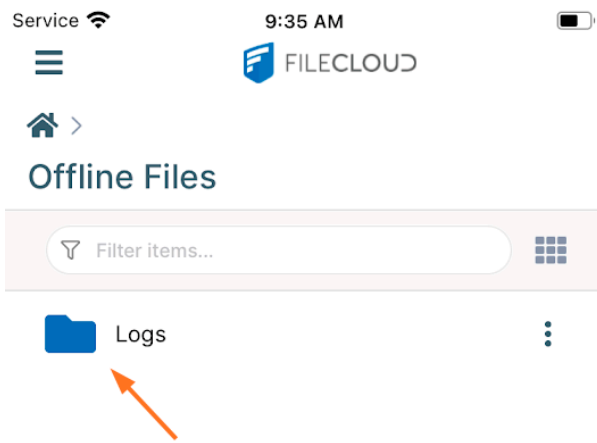 Service 9:35 AM
FILECLOUD
Offline Files
Filter items...
Logs